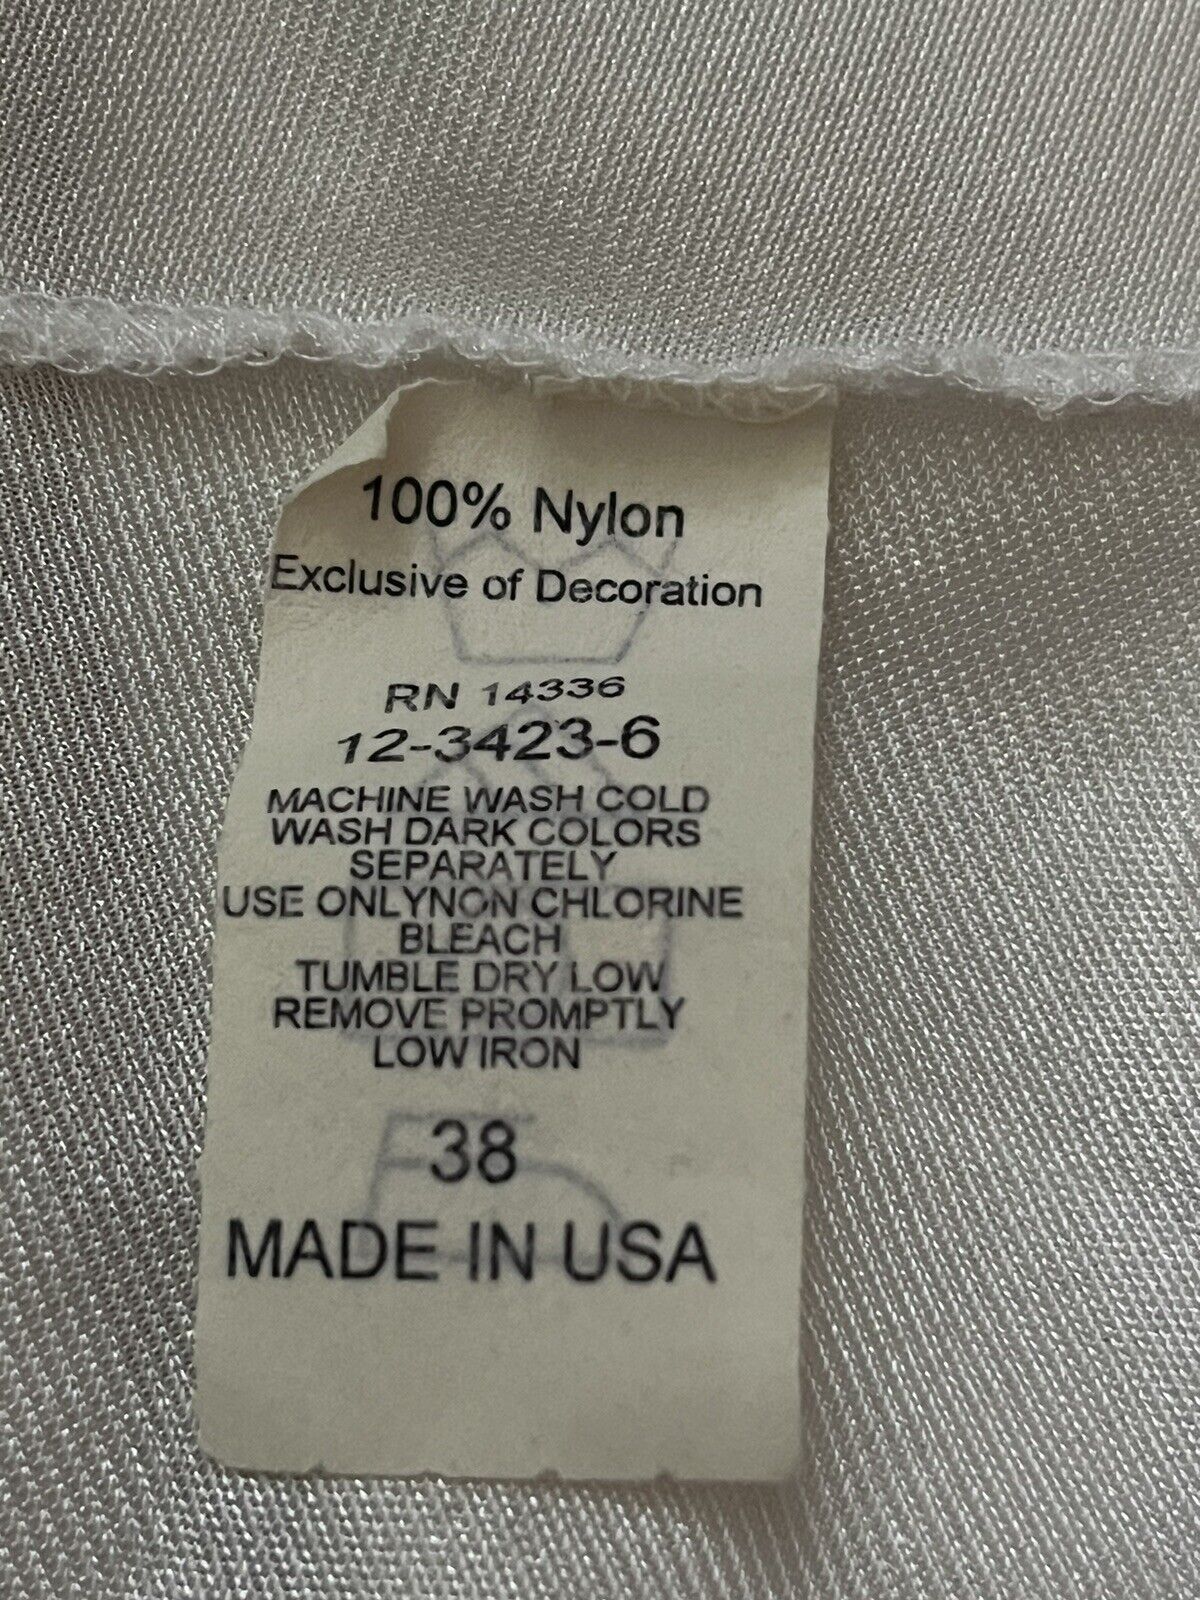 100% Nylon
Exclusive of Decoration
RN 14336
12-3423-6
MACHINE WASH COLD
WASH DARK COLORS
SEPARATELY
USE ONLYNON CHLORINE
BLEACH
TUMBLE DRY LOW
REMOVE PROMPTLY
LOW IRON
38
MADE IN USA